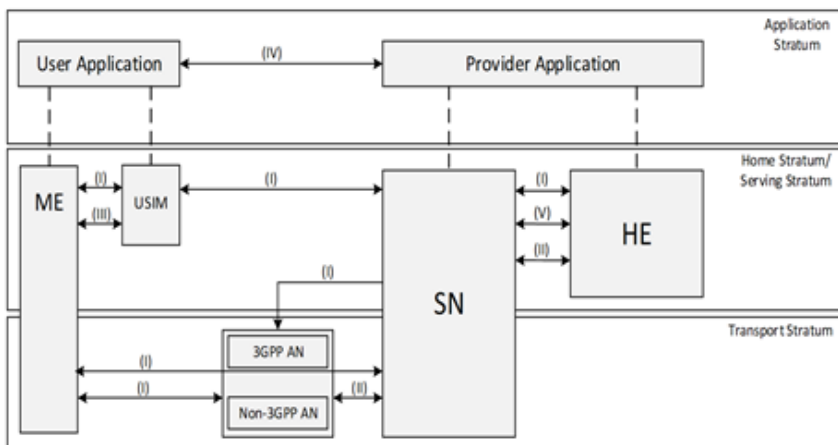 Application
Stratum
User Application
(IV)
Provider Application
Home Stratum/
Serving Stratum
ME
(I)
(III)
USIM
(I)
SN
(I)
(V)
(II)
HE
(I)
Transport Stratum
3GPP AN
(I)
(I)
(II)
Non-3GPP AN